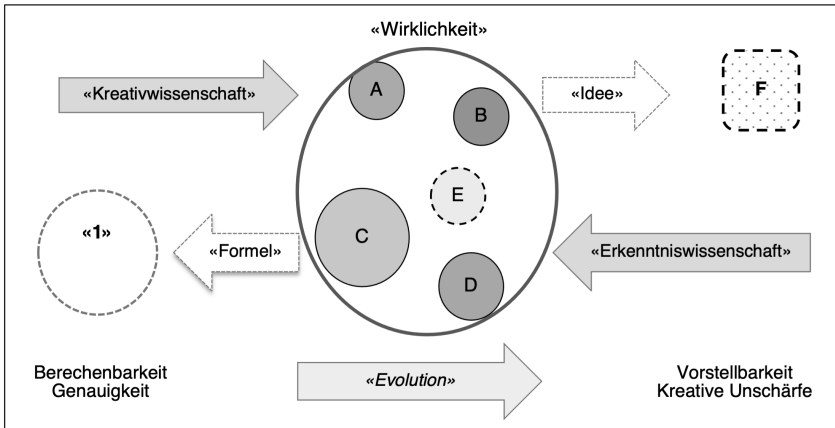 «Wirklichkeit»
«Kreativwissenschaft»
A
B
«Idee»
F
E
«1»
«Formel»
C
«Erkenntniswissenschaft»
D
Berechenbarkeit
Genauigkeit
«Evolution»
Vorstellbarkeit
Kreative Unschärfe